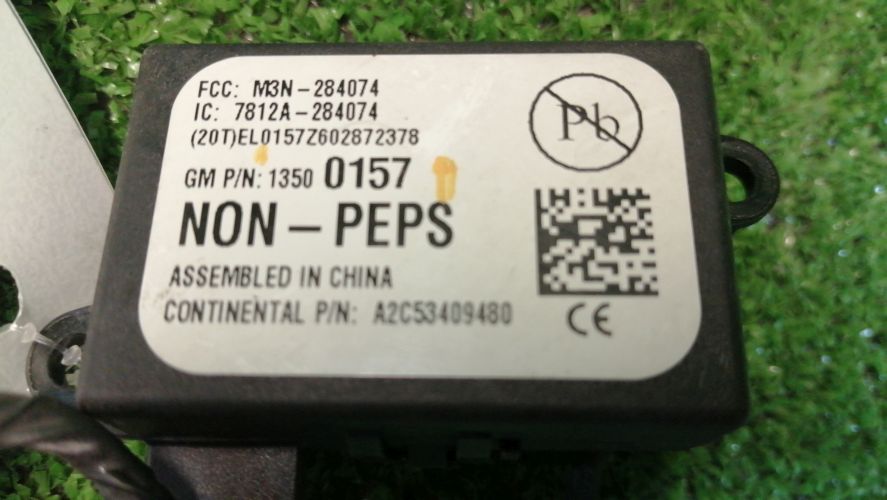 FCC: M3N-284074
IC: 7812A-284074
(20T)EL0157Z602872378
Pb
GM P/N: 1350 0157
NON-PEPS
ASSEMBLED IN CHINA
CONTINENTAL P/N: A2C53409480
CE